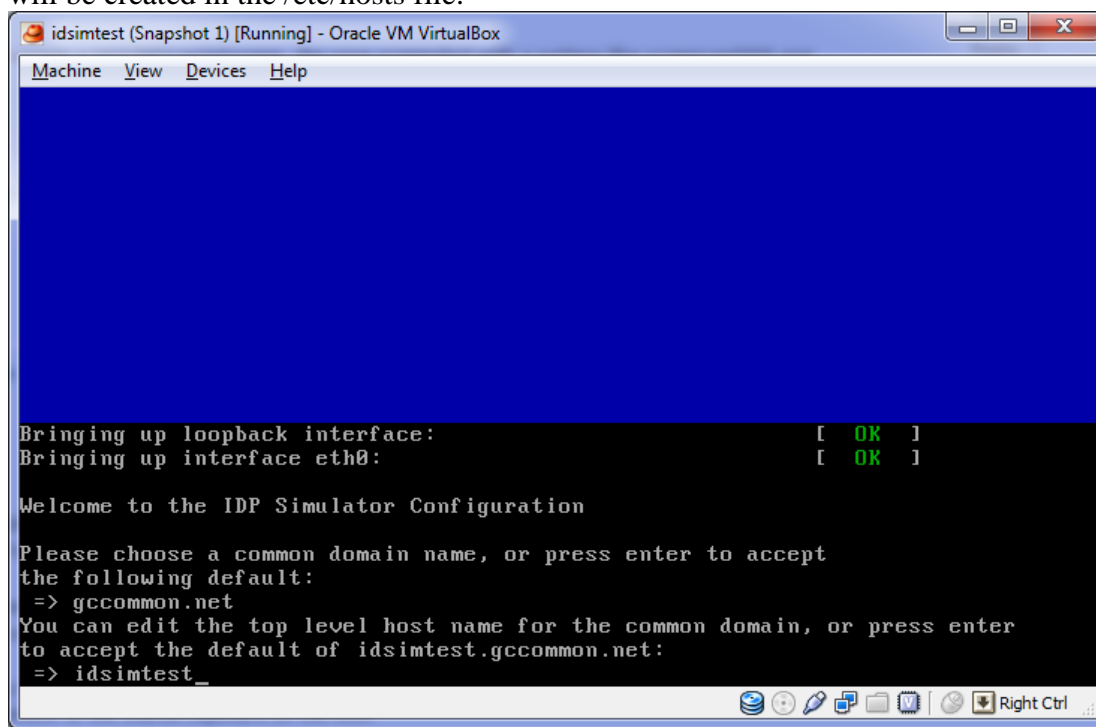 will be created in the /etc/hosts file.
idsimtest (Snapshot 1) [Running] - Oracle VM VirtualBox
Machine View Devices Help
Bringing up loopback interface: [ OK ]
Bringing up interface eth0: [ OK ]
Welcome to the IDP Simulator Configuration
Please choose a common domain name, or press enter to accept
the following default:
=> gccommon.net
You can edit the top level host name for the common domain, or press enter
to accept the default of idsimtest.gccommon.net:
=> idsimtest_
Right Ctrl